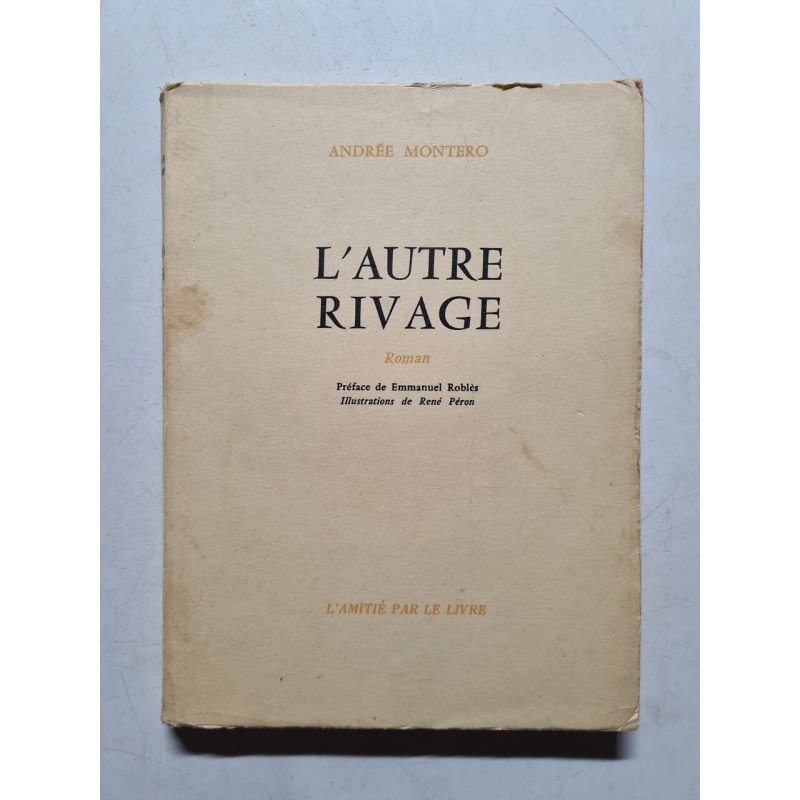 ANDRÉE MONTERO
L'AUTRE
RIVAGE
Roman
Préface de Emmanuel Roblès
Illustrations de René Péron
L'AMITIÉ PAR LE LIVRE